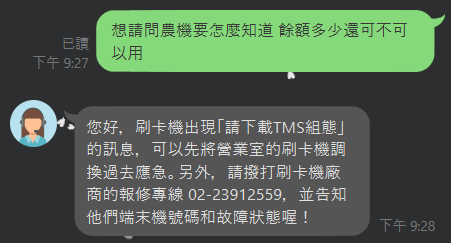 想請問農機要怎麼知道 餘額多少還可不可
以用
已讀
下午 9:27
您好，刷卡機出現「請下載TMS組態」
的訊息，可以先將營業室的刷卡機調
換過去應急。另外，請撥打刷卡機廠
商的報修專線 02-23912559，並告知
他們端末機號碼和故障狀態喔！
下午 9:28